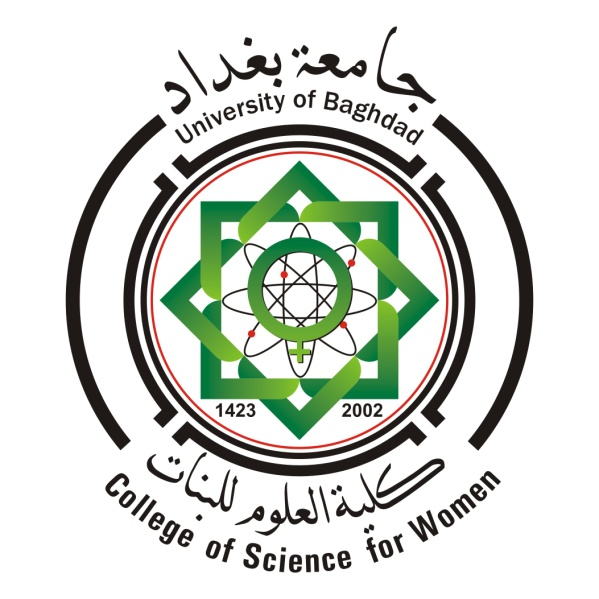 جامعة بغداد
University of Baghdad
1423 2002
كلية العلوم للبنات
College of Science for Women